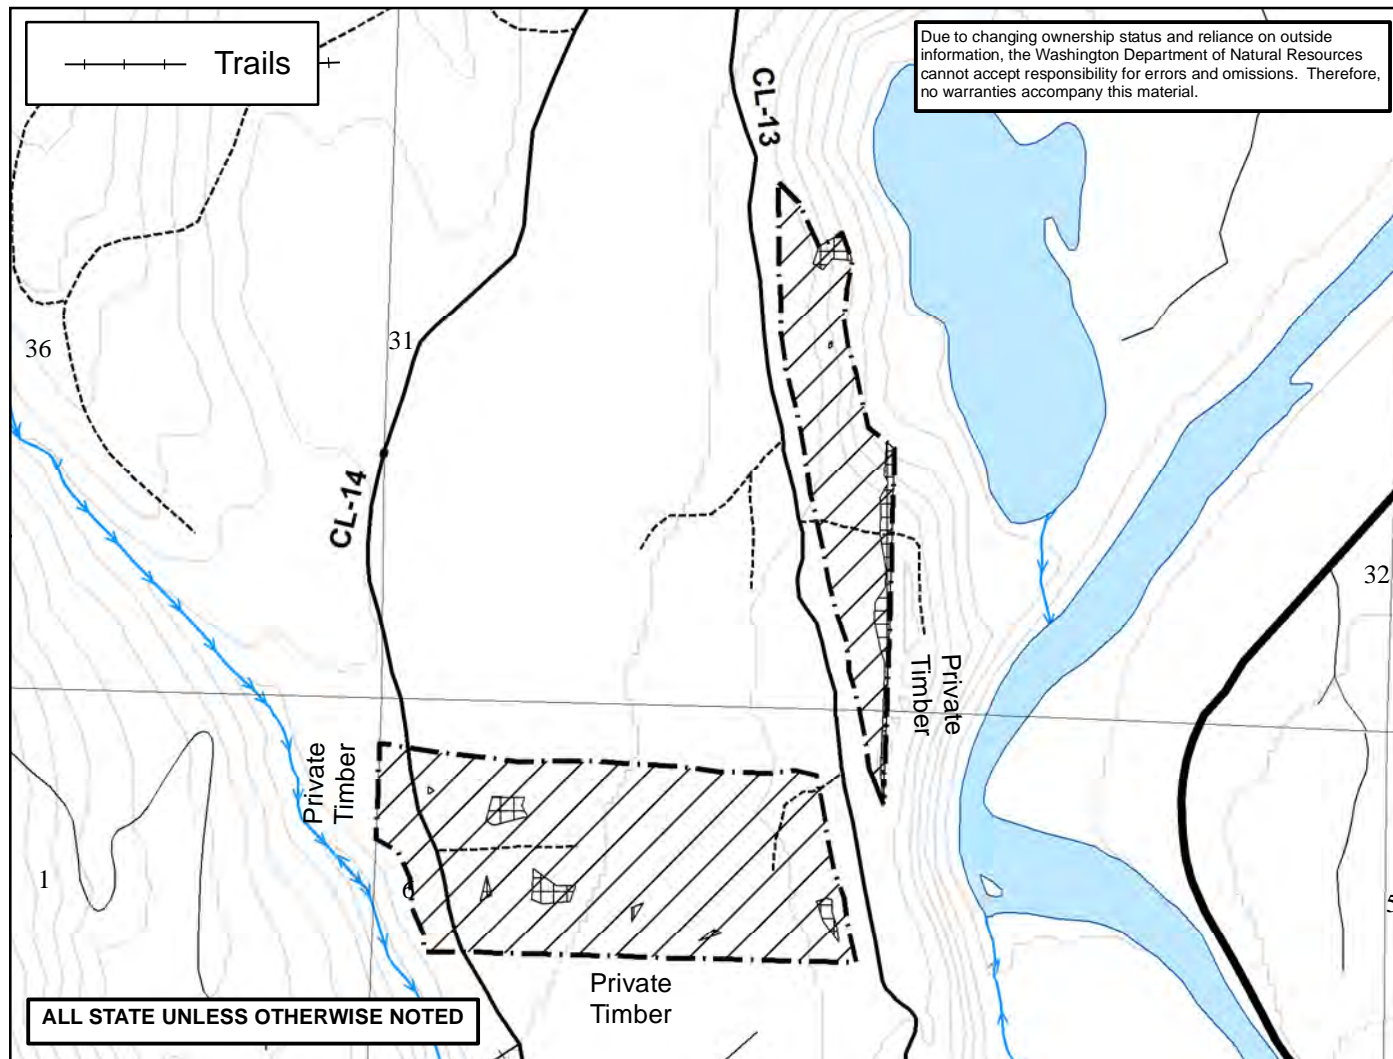 Trails
Due to changing ownership status and reliance on outside
information, the Washington Department of Natural Resources
cannot accept responsibility for errors and omissions. Therefore,
no warranties accompany this material.
CL-13
36
31
CL-14
32
Private
Timber
Private
Timber
1
6
5
Private
Timber
ALL STATE UNLESS OTHERWISE NOTED